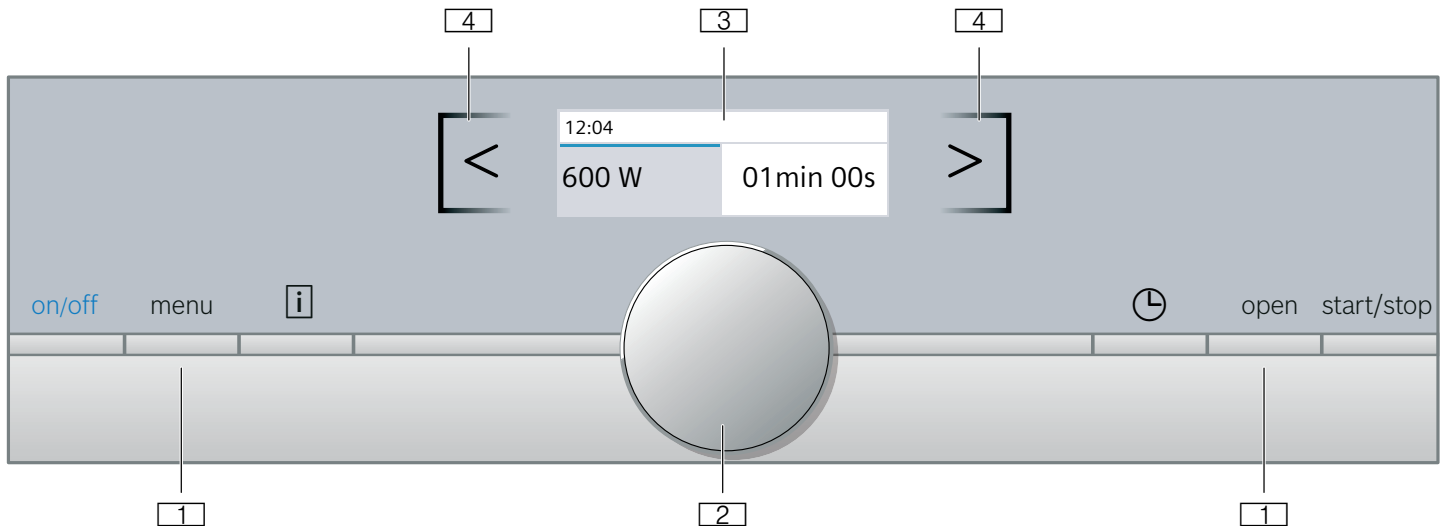 4 3 4
12:04
< 600 W 01min 00s >
on/off menu i open start/stop
1 2 1